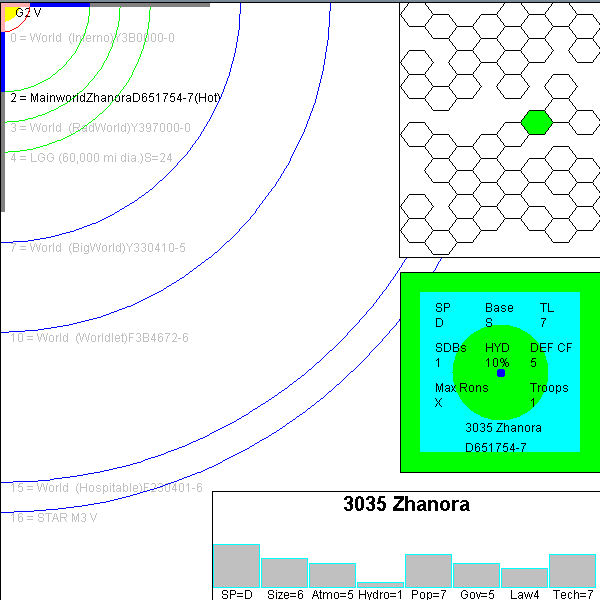 G2 V
0 = World (Inferno)Y3B0000-0
2 = MainworldZhanoraD651754-7(Hot)
3 = World (RadWorld)Y397000-0
4 = LGG (60,000 mi dia.)S=24
7 = World (BigWorld)Y330410-5
10 = World (Worldlet)F3B4672-6
15 = World (Hospitable)F230401-6
16 = STAR M3 V
SP Base TL
D S 7
SDBs HYD DEF CF
1 10% 5
Max Rons Troops
X 1
3035 Zhanora
D651754-7
3035 Zhanora
SP=D Size=6 Atmo=5 Hydro=1 Pop=7 Gov=5 Law4 Tech=7